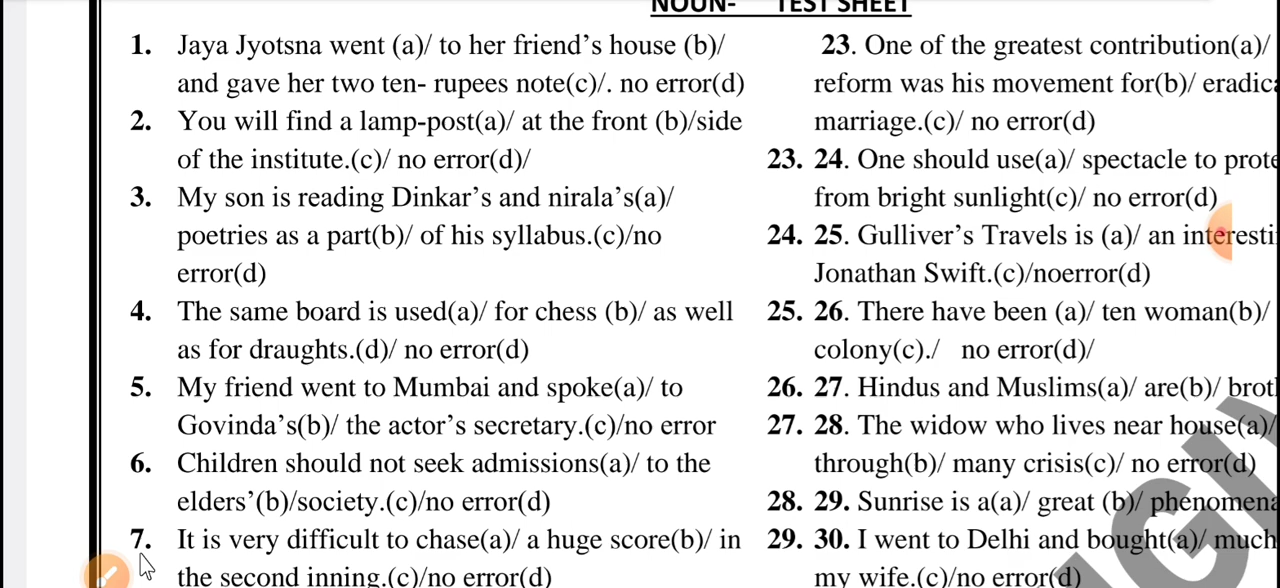 NOUN- TEST SHEET
1. Jaya Jyotsna went (a)/ to her friend’s house (b)/
and gave her two ten- rupees note(c)/. no error(d)
2. You will find a lamp-post(a)/ at the front (b)/side
of the institute.(c)/ no error(d)/
3. My son is reading Dinkar’s and nirala’s(a)/
poetries as a part(b)/ of his syllabus.(c)/no
error(d)
4. The same board is used(a)/ for chess (b)/ as well
as for draughts.(d)/ no error(d)
5. My friend went to Mumbai and spoke(a)/ to
Govinda’s(b)/ the actor’s secretary.(c)/no error
6. Children should not seek admissions(a)/ to the
elders’(b)/society.(c)/no error(d)
7. It is very difficult to chase(a)/ a huge score(b)/ in
the second inning.(c)/no error(d)
23. One of the greatest contribution(a)/
reform was his movement for(b)/
marriage.(c)/ no error(d)
23. 24. One should use(a)/ spectacle to
from bright sunlight(c)/ no error(d)
24. 25. Gulliver’s Travels is (a)/ an
Jonathan Swift.(c)/noerror(d)
25. 26. There have been (a)/ ten woman(b)/
colony(c)./ no error(d)/
26. 27. Hindus and Muslims(a)/ are(b)/
27. 28. The widow who lives near house(a)/
through(b)/ many crisis(c)/ no error(d)
28. 29. Sunrise is a(a)/ great (b)/ phenomena
29. 30. I went to Delhi and bought(a)/ much
my wife.(c)/no error(d)